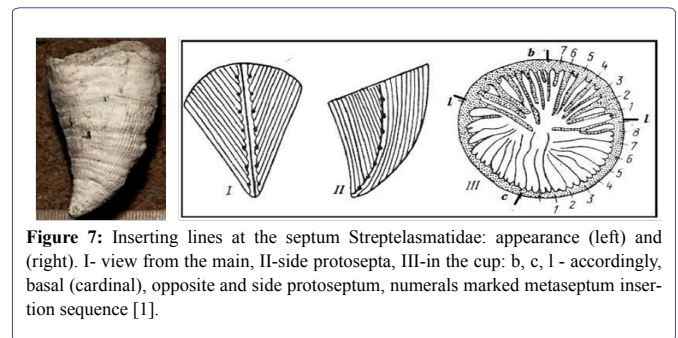 b
7 6 5
4
3
2
1
l
l
8
7
6
5
4
3
2
1
c
I
II
III
Figure 7: Inserting lines at the septum Streptelasmatidae: appearance (left) and
(right). I- view from the main, II-side protosepta, III-in the cup: b, c, l - accordingly,
basal (cardinal), opposite and side protoseptum, numerals marked metaseptum inser-
tion sequence [1].